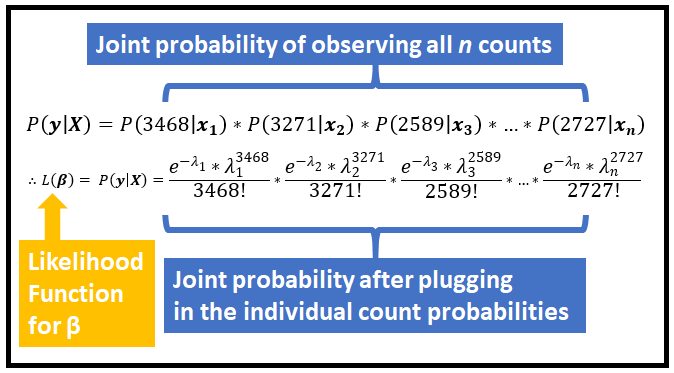 Joint probability of observing all n counts
P(y|X) = P(3468|x₁) * P(3271|x₂) * P(2589|x₃) * … * P(2727|xₙ)
∴ L(β) = P(y|X) = e^(−λ₁) * λ₁^3468 / 3468! * e^(−λ₂) * λ₂^3271 / 3271! * e^(−λ₃) * λ₃^2589 / 2589! * … * e^(−λₙ) * λₙ^2727 / 2727!
Likelihood
Function
for β
Joint probability after plugging
in the individual count probabilities